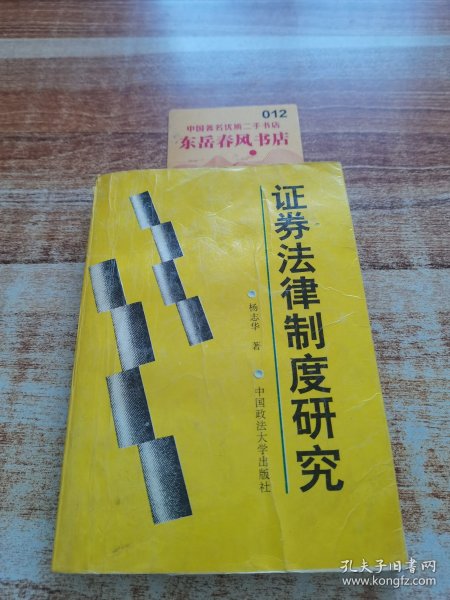 012
中国著名优质二手书店
东岳春风书店
证券法律制度研究
杨志华 著
中国政法大学出版社
孔夫子旧书网
www.kongfz.com